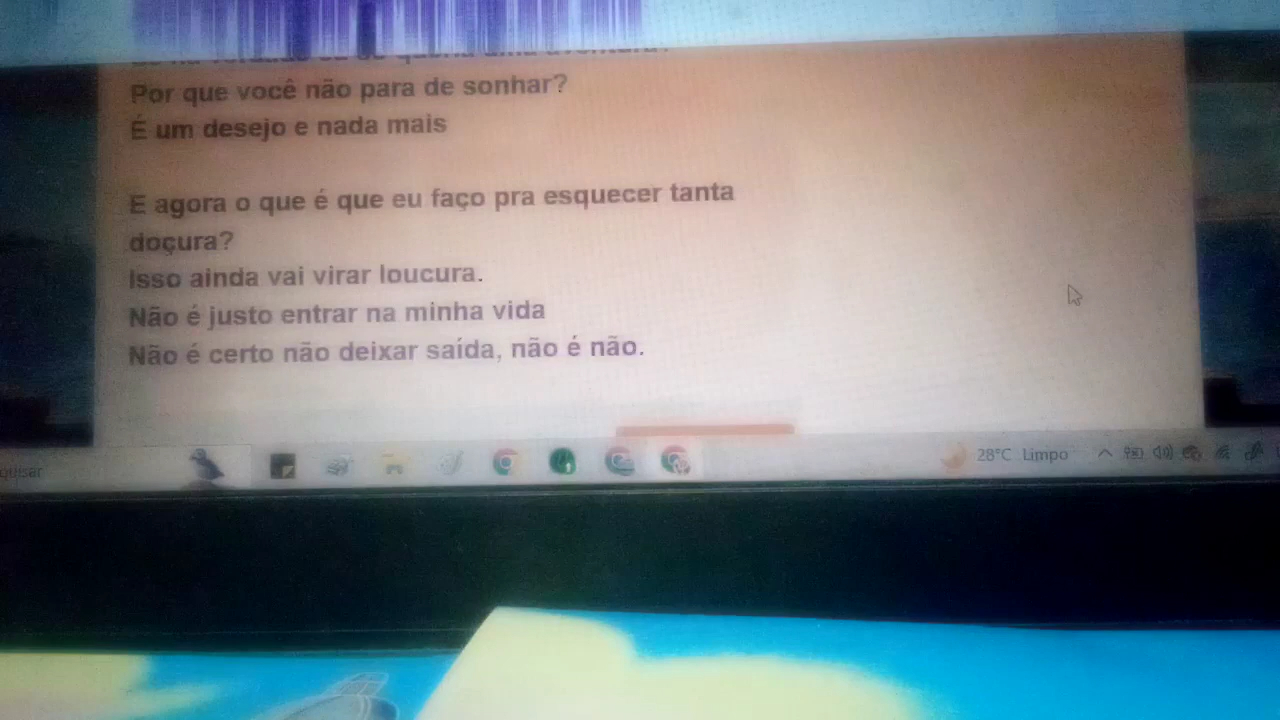 Por que você não para de sonhar?
É um desejo e nada mais
E agora o que é que eu faço pra esquecer tanta
doçura?
Isso ainda vai virar loucura.
Não é justo entrar na minha vida
Não é certo não deixar saída, não é não.
28°C Limpo